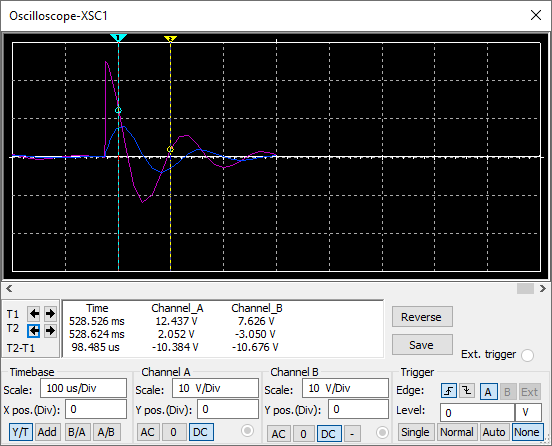 Oscilloscope-XSC1
1 2
T1
T2
T2-T1
Time Channel_A Channel_B
528.526 ms 12.437 V 7.626 V
528.624 ms 2.052 V -3.050 V
98.485 us -10.384 V -10.676 V
Reverse
Save
Ext. trigger
Timebase
Scale: 100 us/Div
X pos.(Div): 0
Y/T Add B/A A/B
Channel A
Scale: 10 V/Div
Y pos.(Div): 0
AC 0 DC
Channel B
Scale: 10 V/Div
Y pos.(Div): 0
AC 0 DC -
Trigger
Edge: A B Ext
Level: 0 V
Single Normal Auto None